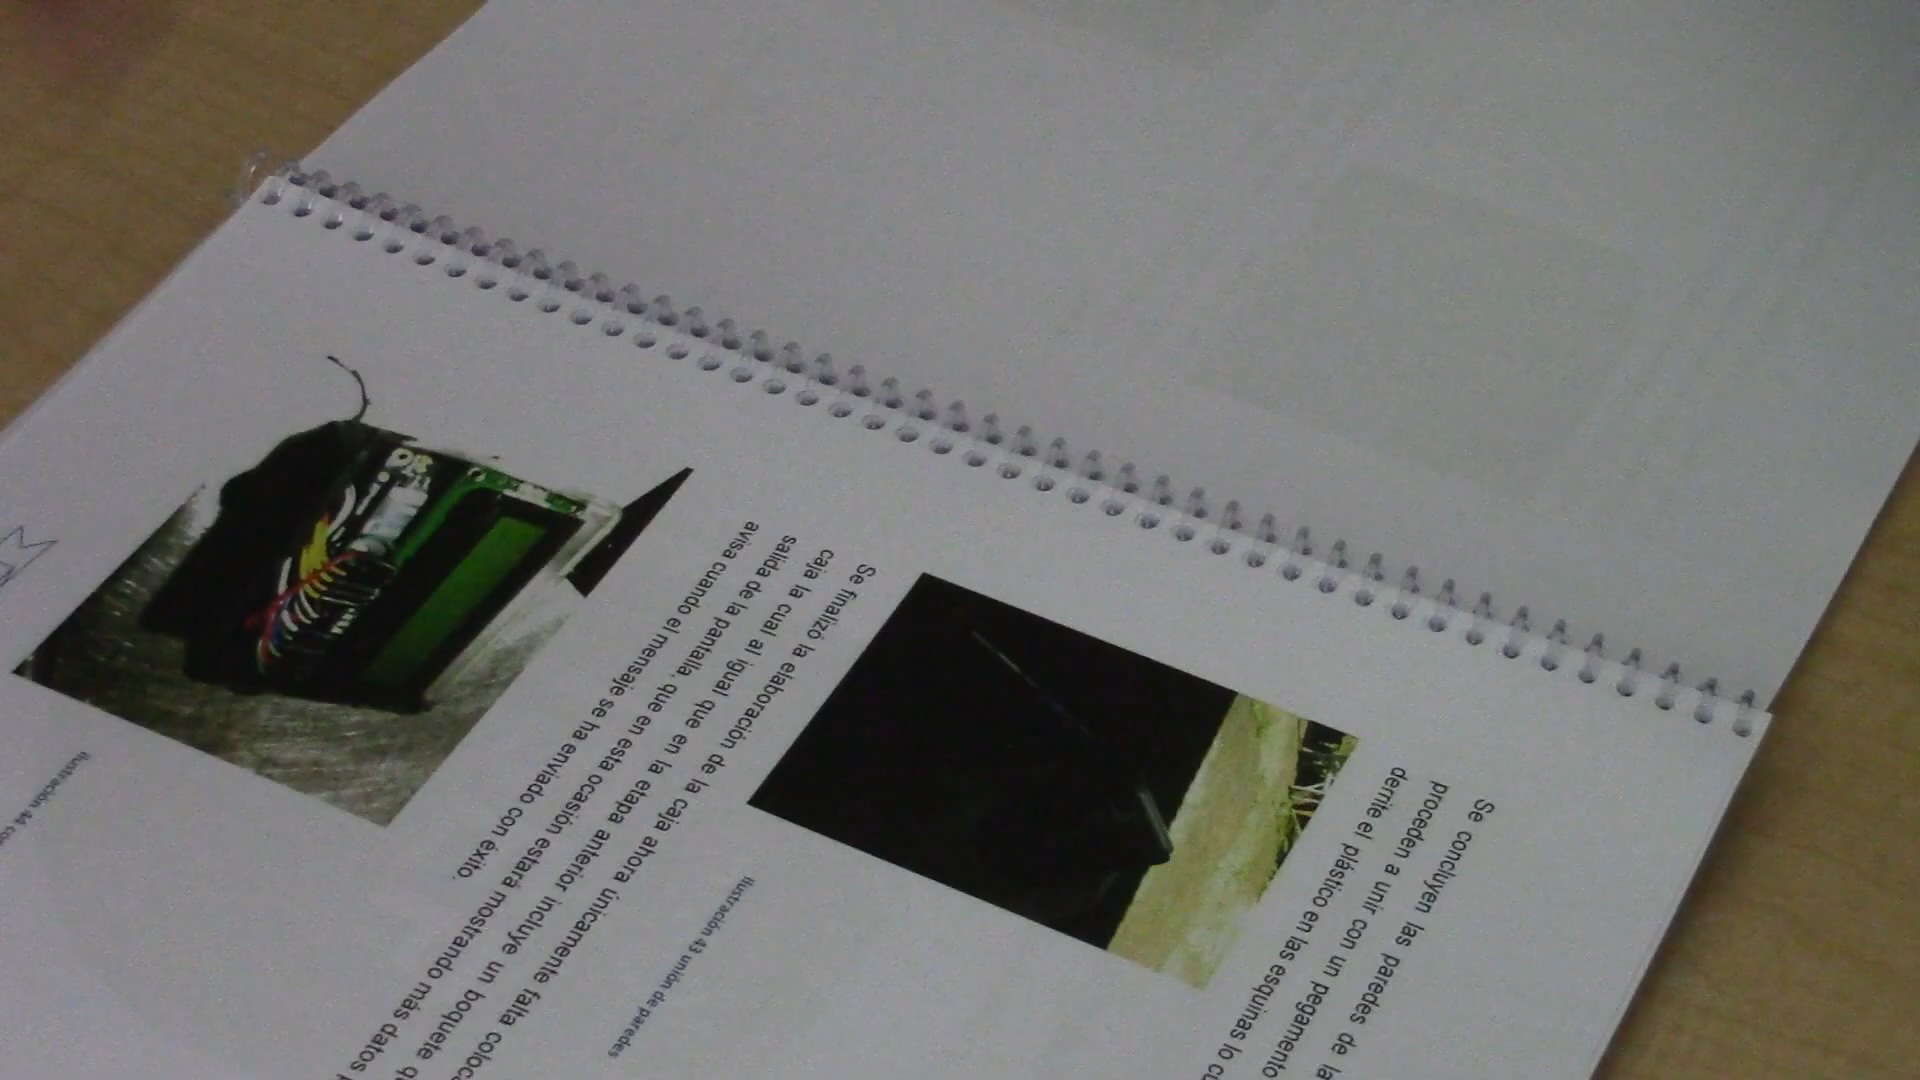 Se concluyen las paredes de la
proceden a unir con un pegamento
derrite el plástico en las esquinas lo
Ilustración 43 unión de paredes
Se finalizó la elaboración de la caja ahora únicamente falta
caja la cual al igual que en la etapa anterior incluye un boquete
salida de la pantalla, que en esta ocasión estará mostrando más datos
avisa cuando el mensaje se ha enviado con éxito.
Ilustración 44